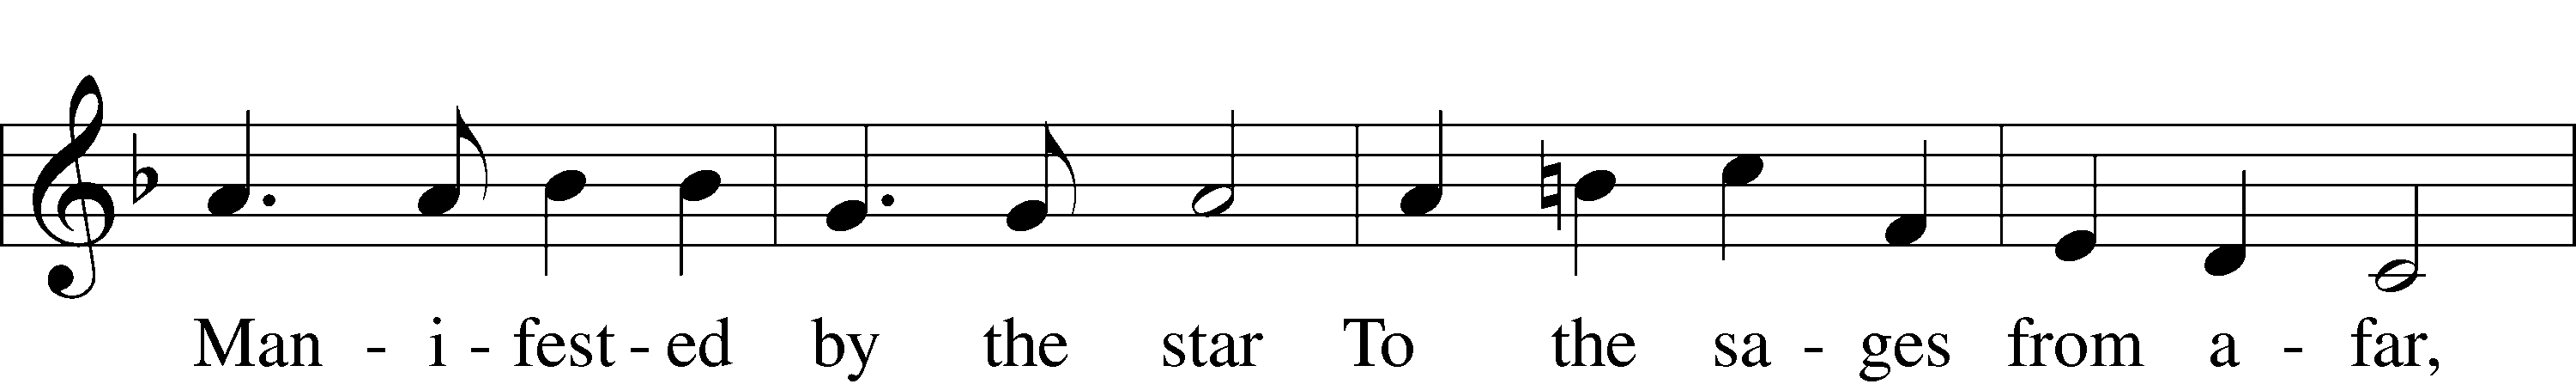 Man - i - fest - ed by the star To the sa - ges from a - far,